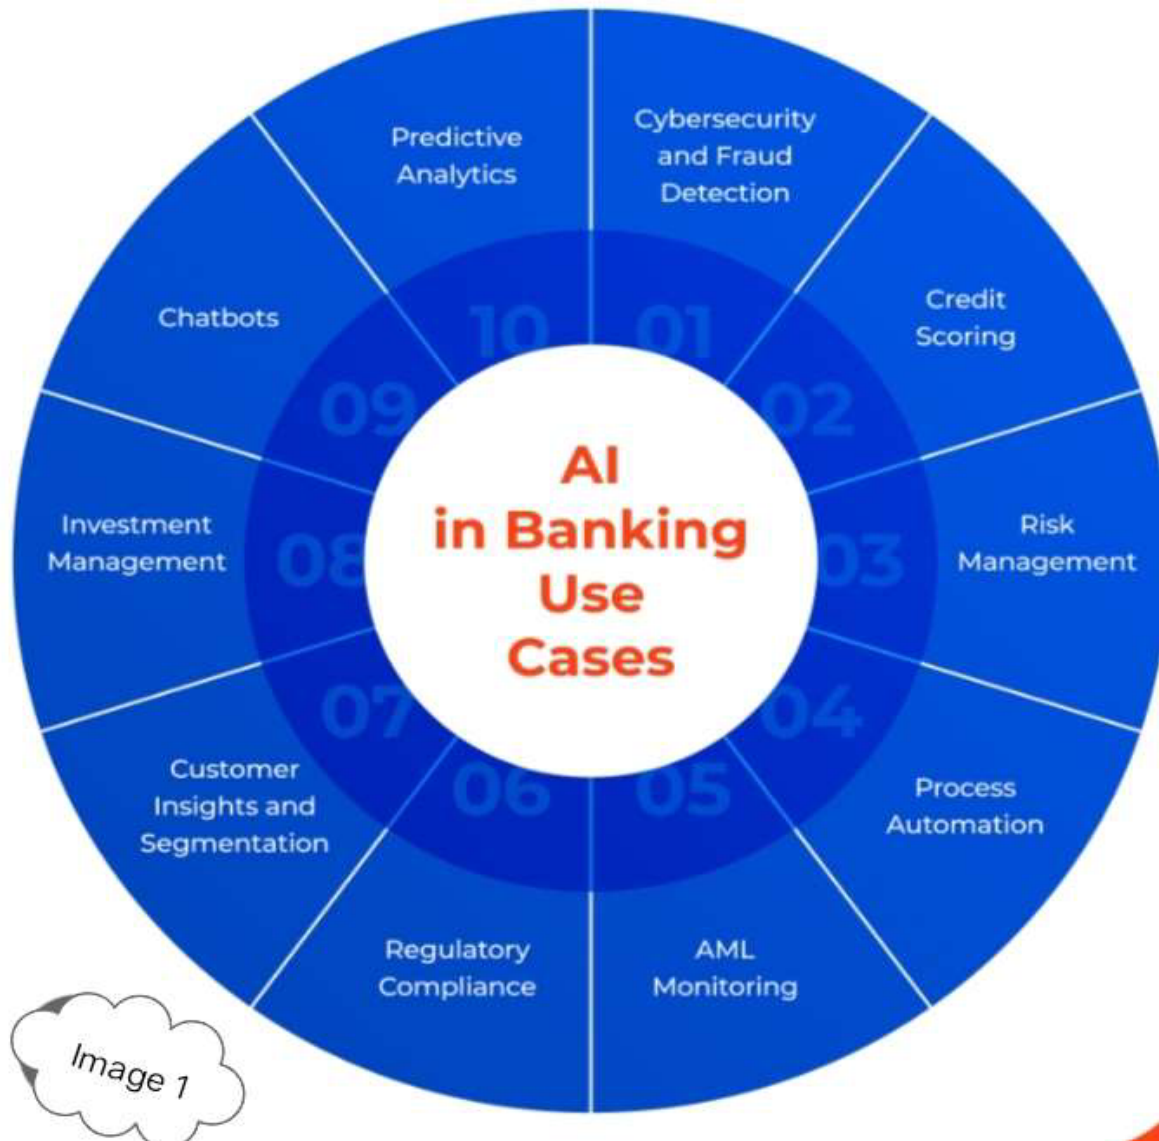 AI
in Banking
Use
Cases
01
Cybersecurity
and Fraud
Detection
02
Credit
Scoring
03
Risk
Management
04
Process
Automation
05
AML
Monitoring
06
Regulatory
Compliance
07
Customer
Insights and
Segmentation
08
Investment
Management
09
Chatbots
10
Predictive
Analytics
Image 1